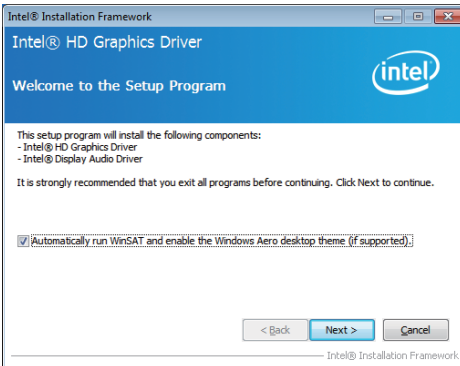 Intel® Installation Framework
Intel® HD Graphics Driver
Welcome to the Setup Program
intel
This setup program will install the following components:
- Intel® HD Graphics Driver
- Intel® Display Audio Driver
It is strongly recommended that you exit all programs before continuing. Click Next to continue.
Automatically run WinSAT and enable the Windows Aero desktop theme (if supported).
< Back Next > Cancel
Intel® Installation Framework